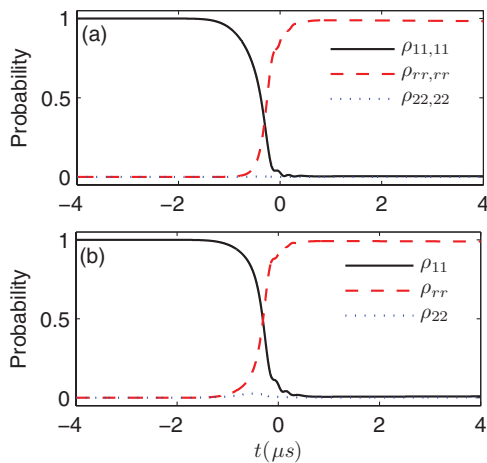 1
(a)
ρ11,11
ρrr,rr
ρ22,22
Probability
0.5
0
−4 −2 0 2 4
1
(b)
ρ11
ρrr
ρ22
Probability
0.5
0
−4 −2 0 2 4
t(μs)